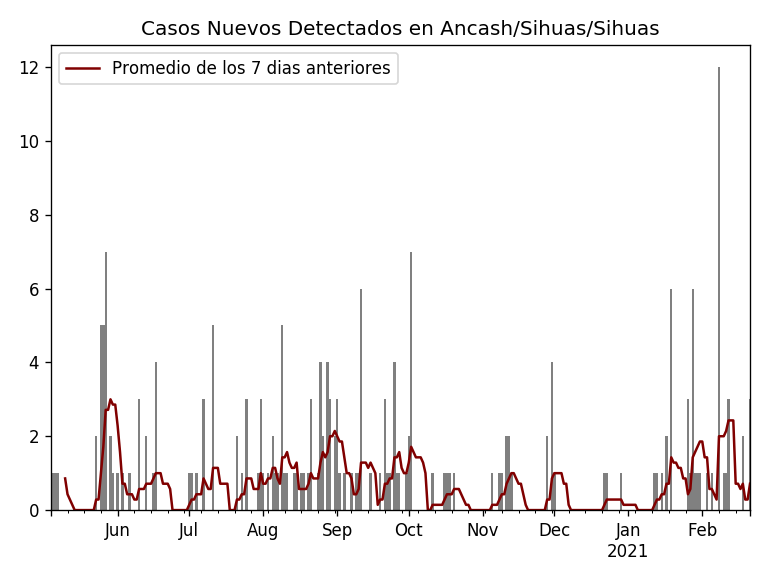 Casos Nuevos Detectados en Ancash/Sihuas/Sihuas
Promedio de los 7 dias anteriores
12
10
8
6
4
2
0
Jun Jul Aug Sep Oct Nov Dec Jan Feb
2021